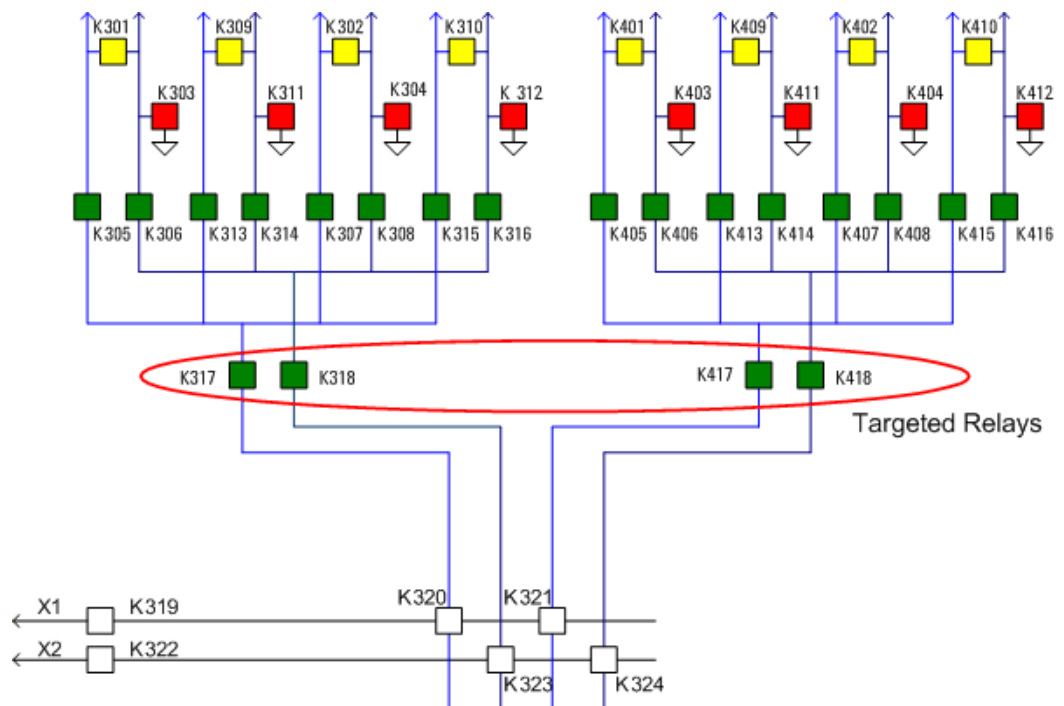 K301 K309 K302 K310 K401 K409 K402 K410
K303 K311 K304 K 312 K403 K411 K404 K412
K305 K306 K313 K314 K307 K308 K315 K316 K405 K406 K413 K414 K407 K408 K415 K416
K317 K318 K417 K418
Targeted Relays
X1 K319 K320 K321
X2 K322 K323 K324